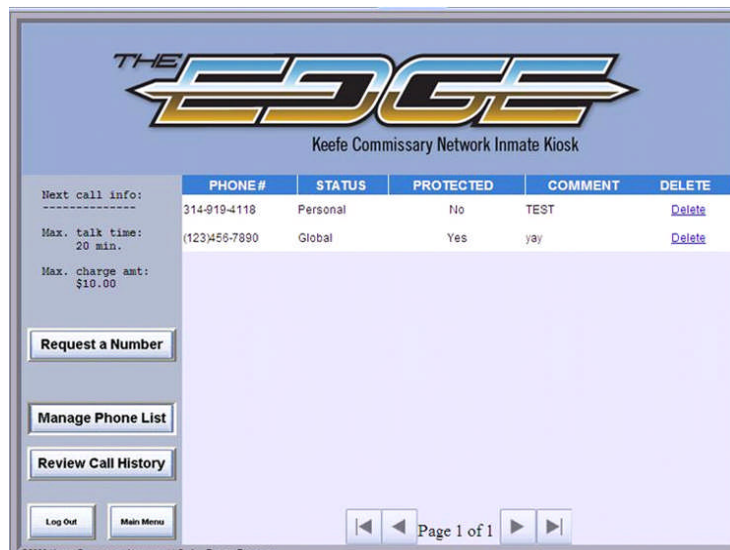 THE
EDGE
Keefe Commissary Network Inmate Kiosk
Next call info:
--------------
Max. talk time:
20 min.
Max. charge amt:
$10.00
Request a Number
Manage Phone List
Review Call History
Log Out Main Menu
PHONE# STATUS PROTECTED COMMENT DELETE
314-919-4118 Personal No TEST Delete
(123)456-7890 Global Yes yay Delete
Page 1 of 1